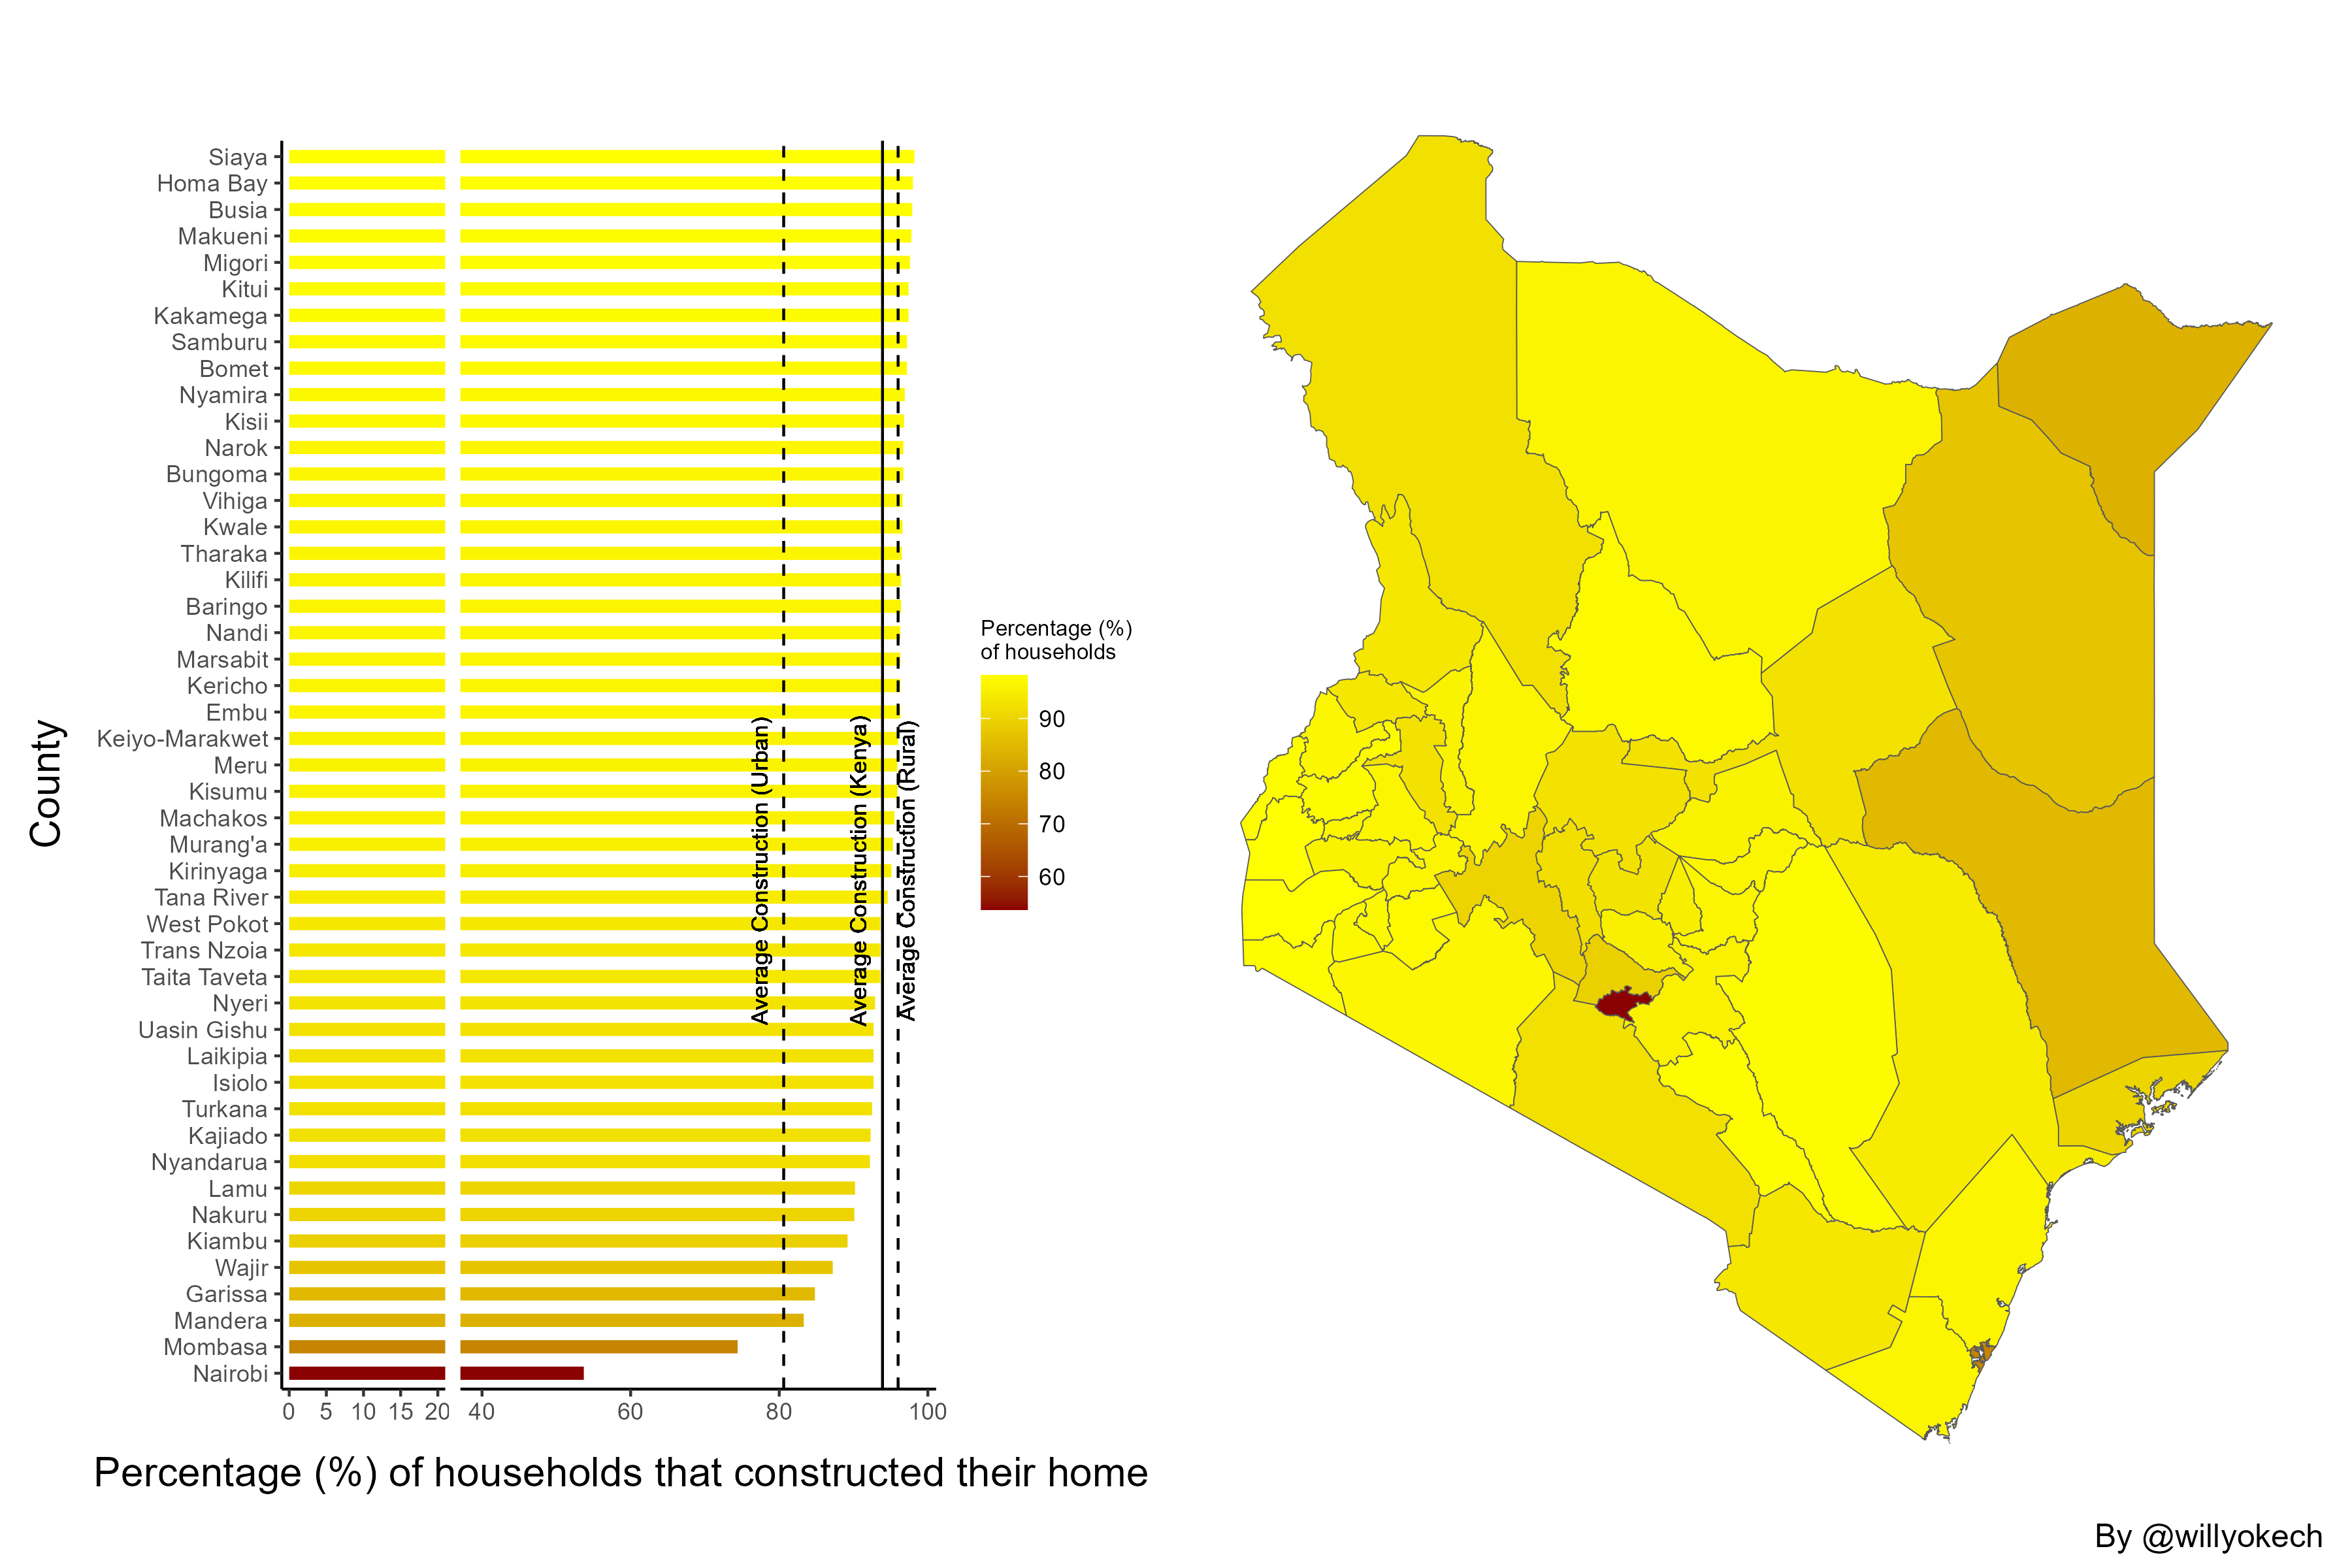 Siaya
Homa Bay
Busia
Makueni
Migori
Kitui
Kakamega
Samburu
Bomet
Nyamira
Kisii
Narok
Bungoma
Vihiga
Kwale
Tharaka
Kilifi
Baringo
Nandi
Marsabit
Kericho
Embu
Keiyo-Marakwet
Meru
Kisumu
Machakos
Murang'a
Kirinyaga
Tana River
West Pokot
Trans Nzoia
Taita Taveta
Nyeri
Uasin Gishu
Laikipia
Isiolo
Turkana
Kajiado
Nyandarua
Lamu
Nakuru
Kiambu
Wajir
Garissa
Mandera
Mombasa
Nairobi
County
Average Construction (Urban)
Average Construction (Kenya)
Average Construction (Rural)
0 5 10 15 20 40 60 80 100
Percentage (%) of households that constructed their home
Percentage (%)
of households
90
80
70
60
By @willyokech